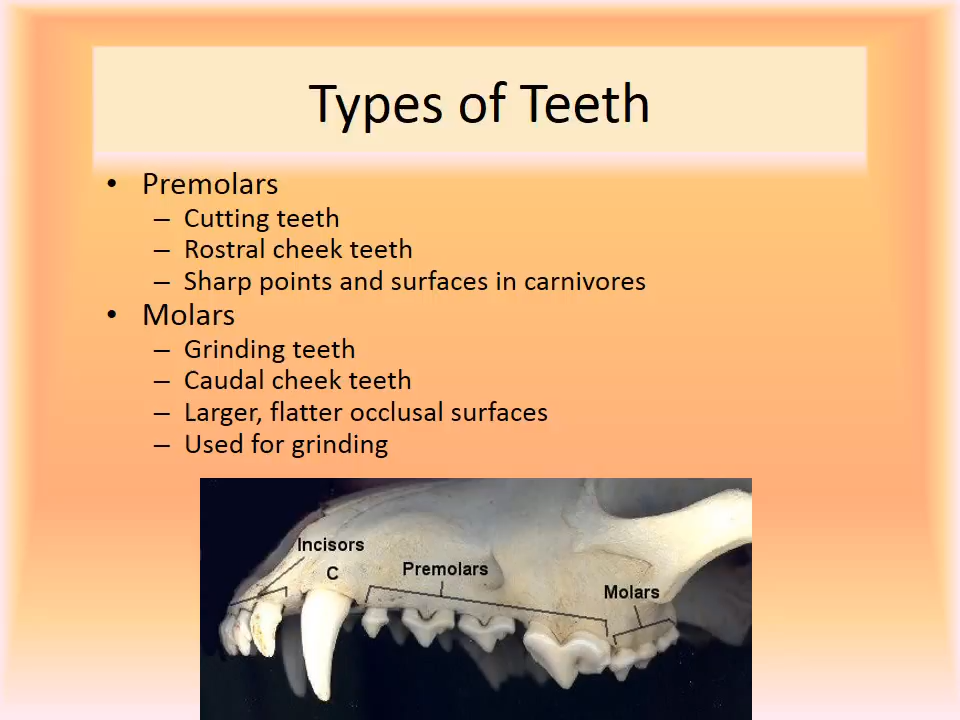 Types of Teeth
• Premolars
– Cutting teeth
– Rostral cheek teeth
– Sharp points and surfaces in carnivores
• Molars
– Grinding teeth
– Caudal cheek teeth
– Larger, flatter occlusal surfaces
– Used for grinding
Incisors
C
Premolars
Molars